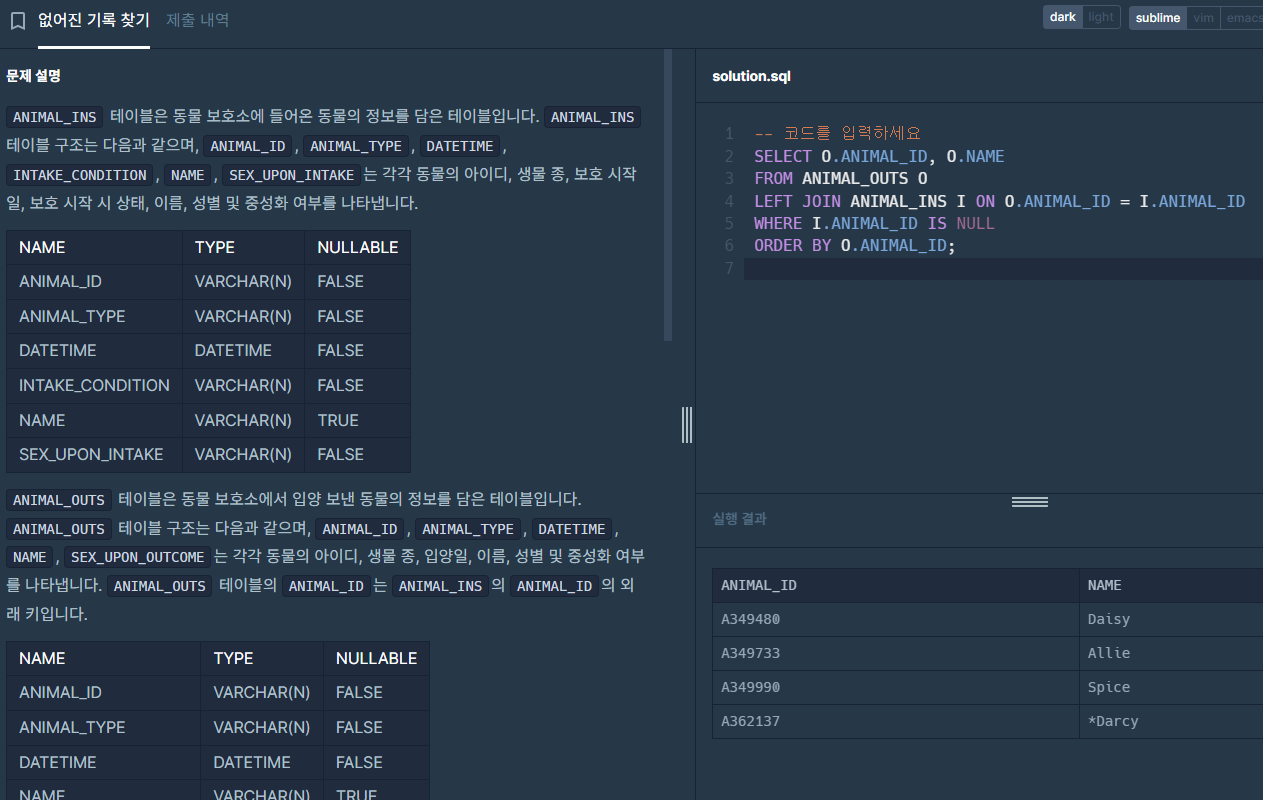 없어진 기록 찾기 제출 내역
dark light sublime vim emacs
문제 설명
ANIMAL_INS 테이블은 동물 보호소에 들어온 동물의 정보를 담은 테이블입니다. ANIMAL_INS
테이블 구조는 다음과 같으며, ANIMAL_ID , ANIMAL_TYPE , DATETIME ,
INTAKE_CONDITION , NAME , SEX_UPON_INTAKE 는 각각 동물의 아이디, 생물 종, 보호 시작
일, 보호 시작 시 상태, 이름, 성별 및 중성화 여부를 나타냅니다.
NAME TYPE NULLABLE
ANIMAL_ID VARCHAR(N) FALSE
ANIMAL_TYPE VARCHAR(N) FALSE
DATETIME DATETIME FALSE
INTAKE_CONDITION VARCHAR(N) FALSE
NAME VARCHAR(N) TRUE
SEX_UPON_INTAKE VARCHAR(N) FALSE
ANIMAL_OUTS 테이블은 동물 보호소에서 입양 보낸 동물의 정보를 담은 테이블입니다.
ANIMAL_OUTS 테이블 구조는 다음과 같으며, ANIMAL_ID , ANIMAL_TYPE , DATETIME ,
NAME , SEX_UPON_OUTCOME 는 각각 동물의 아이디, 생물 종, 입양일, 이름, 성별 및 중성화 여부
를 나타냅니다. ANIMAL_OUTS 테이블의 ANIMAL_ID 는 ANIMAL_INS 의 ANIMAL_ID 의 외
래 키입니다.
NAME TYPE NULLABLE
ANIMAL_ID VARCHAR(N) FALSE
ANIMAL_TYPE VARCHAR(N) FALSE
DATETIME DATETIME FALSE
NAME VARCHAR(N) TRUE
solution.sql
1 -- 코드를 입력하세요
2 SELECT O.ANIMAL_ID, O.NAME
3 FROM ANIMAL_OUTS O
4 LEFT JOIN ANIMAL_INS I ON O.ANIMAL_ID = I.ANIMAL_ID
5 WHERE I.ANIMAL_ID IS NULL
6 ORDER BY O.ANIMAL_ID;
7
실행 결과
ANIMAL_ID NAME
A349480 Daisy
A349733 Allie
A349990 Spice
A362137 *Darcy